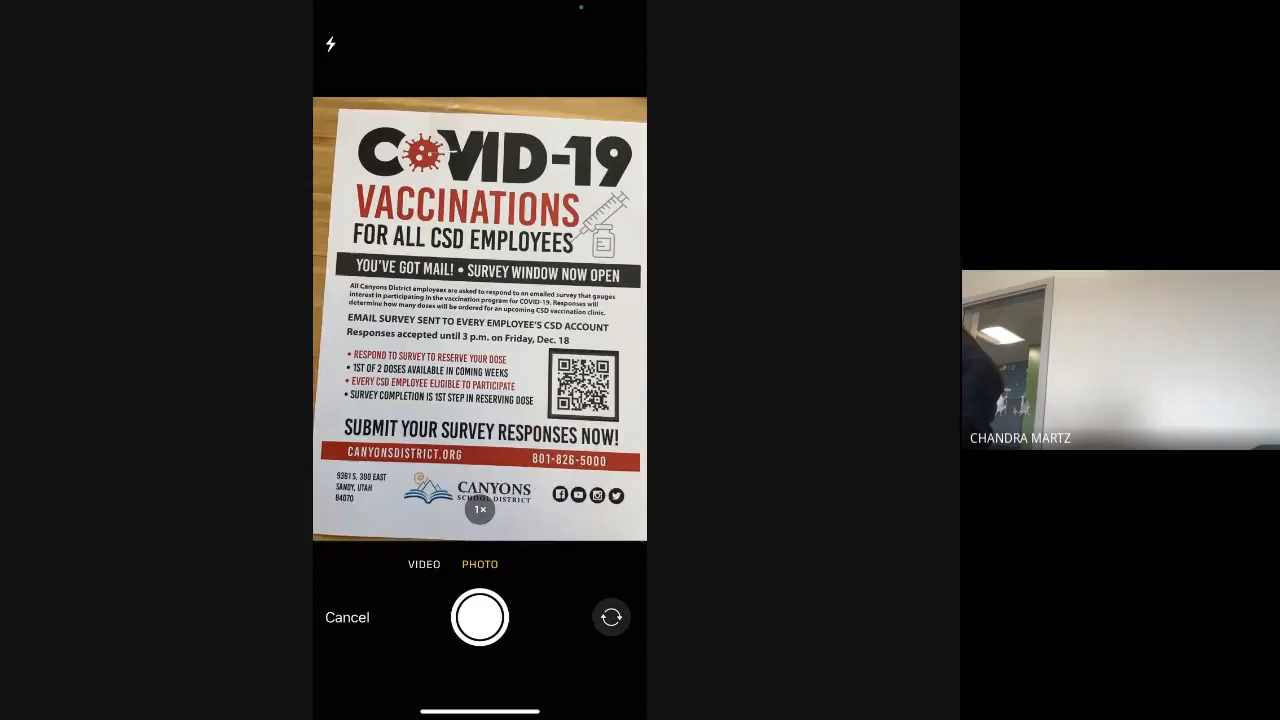 COVID-19
VACCINATIONS
FOR ALL CSD EMPLOYEES
YOU'VE GOT MAIL! • SURVEY WINDOW NOW OPEN
All Canyons District employees are asked to respond to an emailed survey that gauges
interest in participating in the vaccination program for COVID-19. Responses will
determine how many doses will be ordered for an upcoming CSD vaccination clinic.
EMAIL SURVEY SENT TO EVERY EMPLOYEE'S CSD ACCOUNT
Responses accepted until 3 p.m. on Friday, Dec. 18
• RESPOND TO SURVEY TO RESERVE YOUR DOSE
• 1ST OF 2 DOSES AVAILABLE IN COMING WEEKS
• EVERY CSD EMPLOYEE ELIGIBLE TO PARTICIPATE
• SURVEY COMPLETION IS 1ST STEP IN RESERVING DOSE
SUBMIT YOUR SURVEY RESPONSES NOW!
CANYONSDISTRICT.ORG 801-826-5000
9361 S. 300 EAST
SANDY, UTAH
84070
CANYONS
SCHOOL DISTRICT
1×
VIDEO PHOTO
Cancel
CHANDRA MARTZ